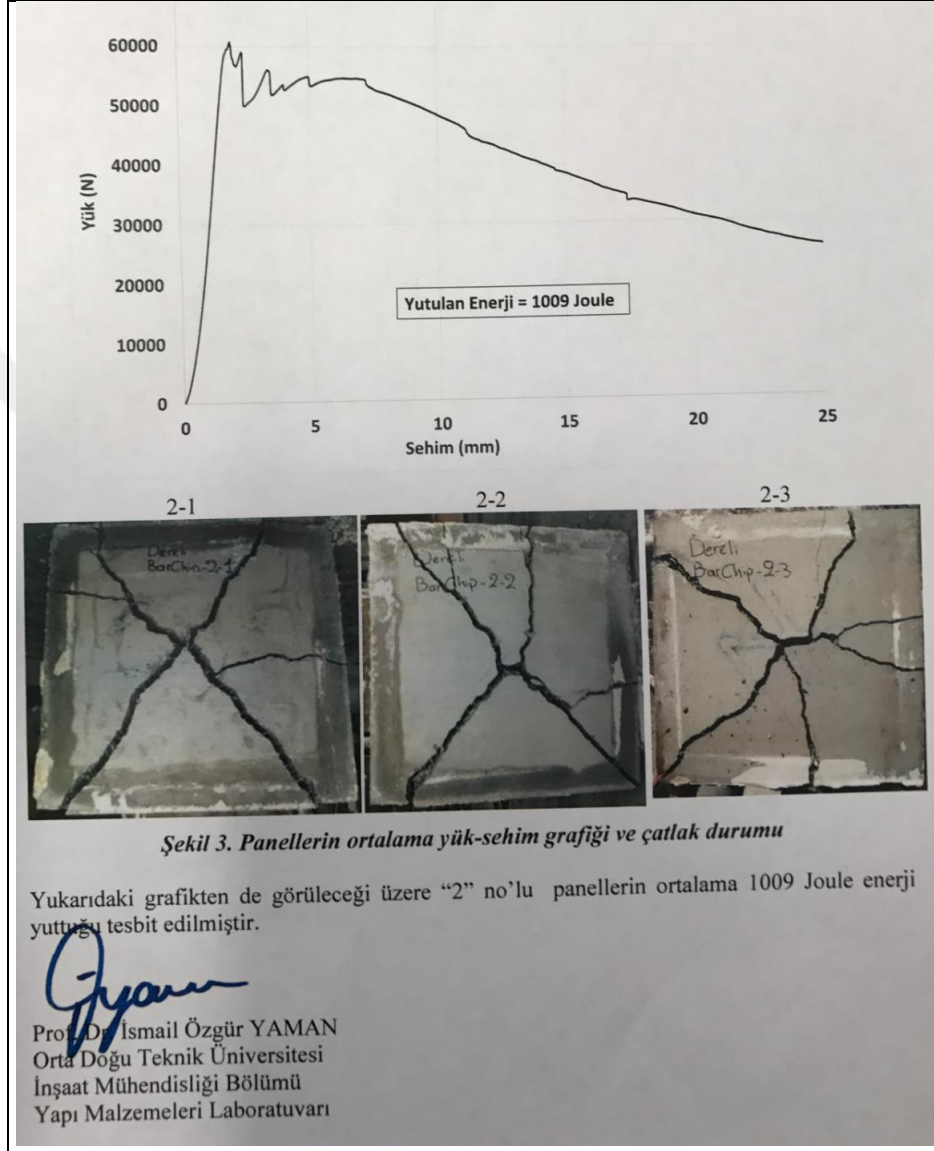 60000
50000
40000
30000
20000
10000
0
Yük (N)
Yutulan Enerji = 1009 Joule
0 5 10 15 20 25
Sehim (mm)
2-1 2-2 2-3
Dereli
BarChip-2-1
Dereli
BarChip-2-2
Dereli
BarChip-2-3
Şekil 3. Panellerin ortalama yük-sehim grafiği ve çatlak durumu
Yukarıdaki grafikten de görüleceği üzere “2” no’lu panellerin ortalama 1009 Joule enerji
yuttuğu tesbit edilmiştir.
Prof. Dr. İsmail Özgür YAMAN
Orta Doğu Teknik Üniversitesi
İnşaat Mühendisliği Bölümü
Yapı Malzemeleri Laboratuvarı